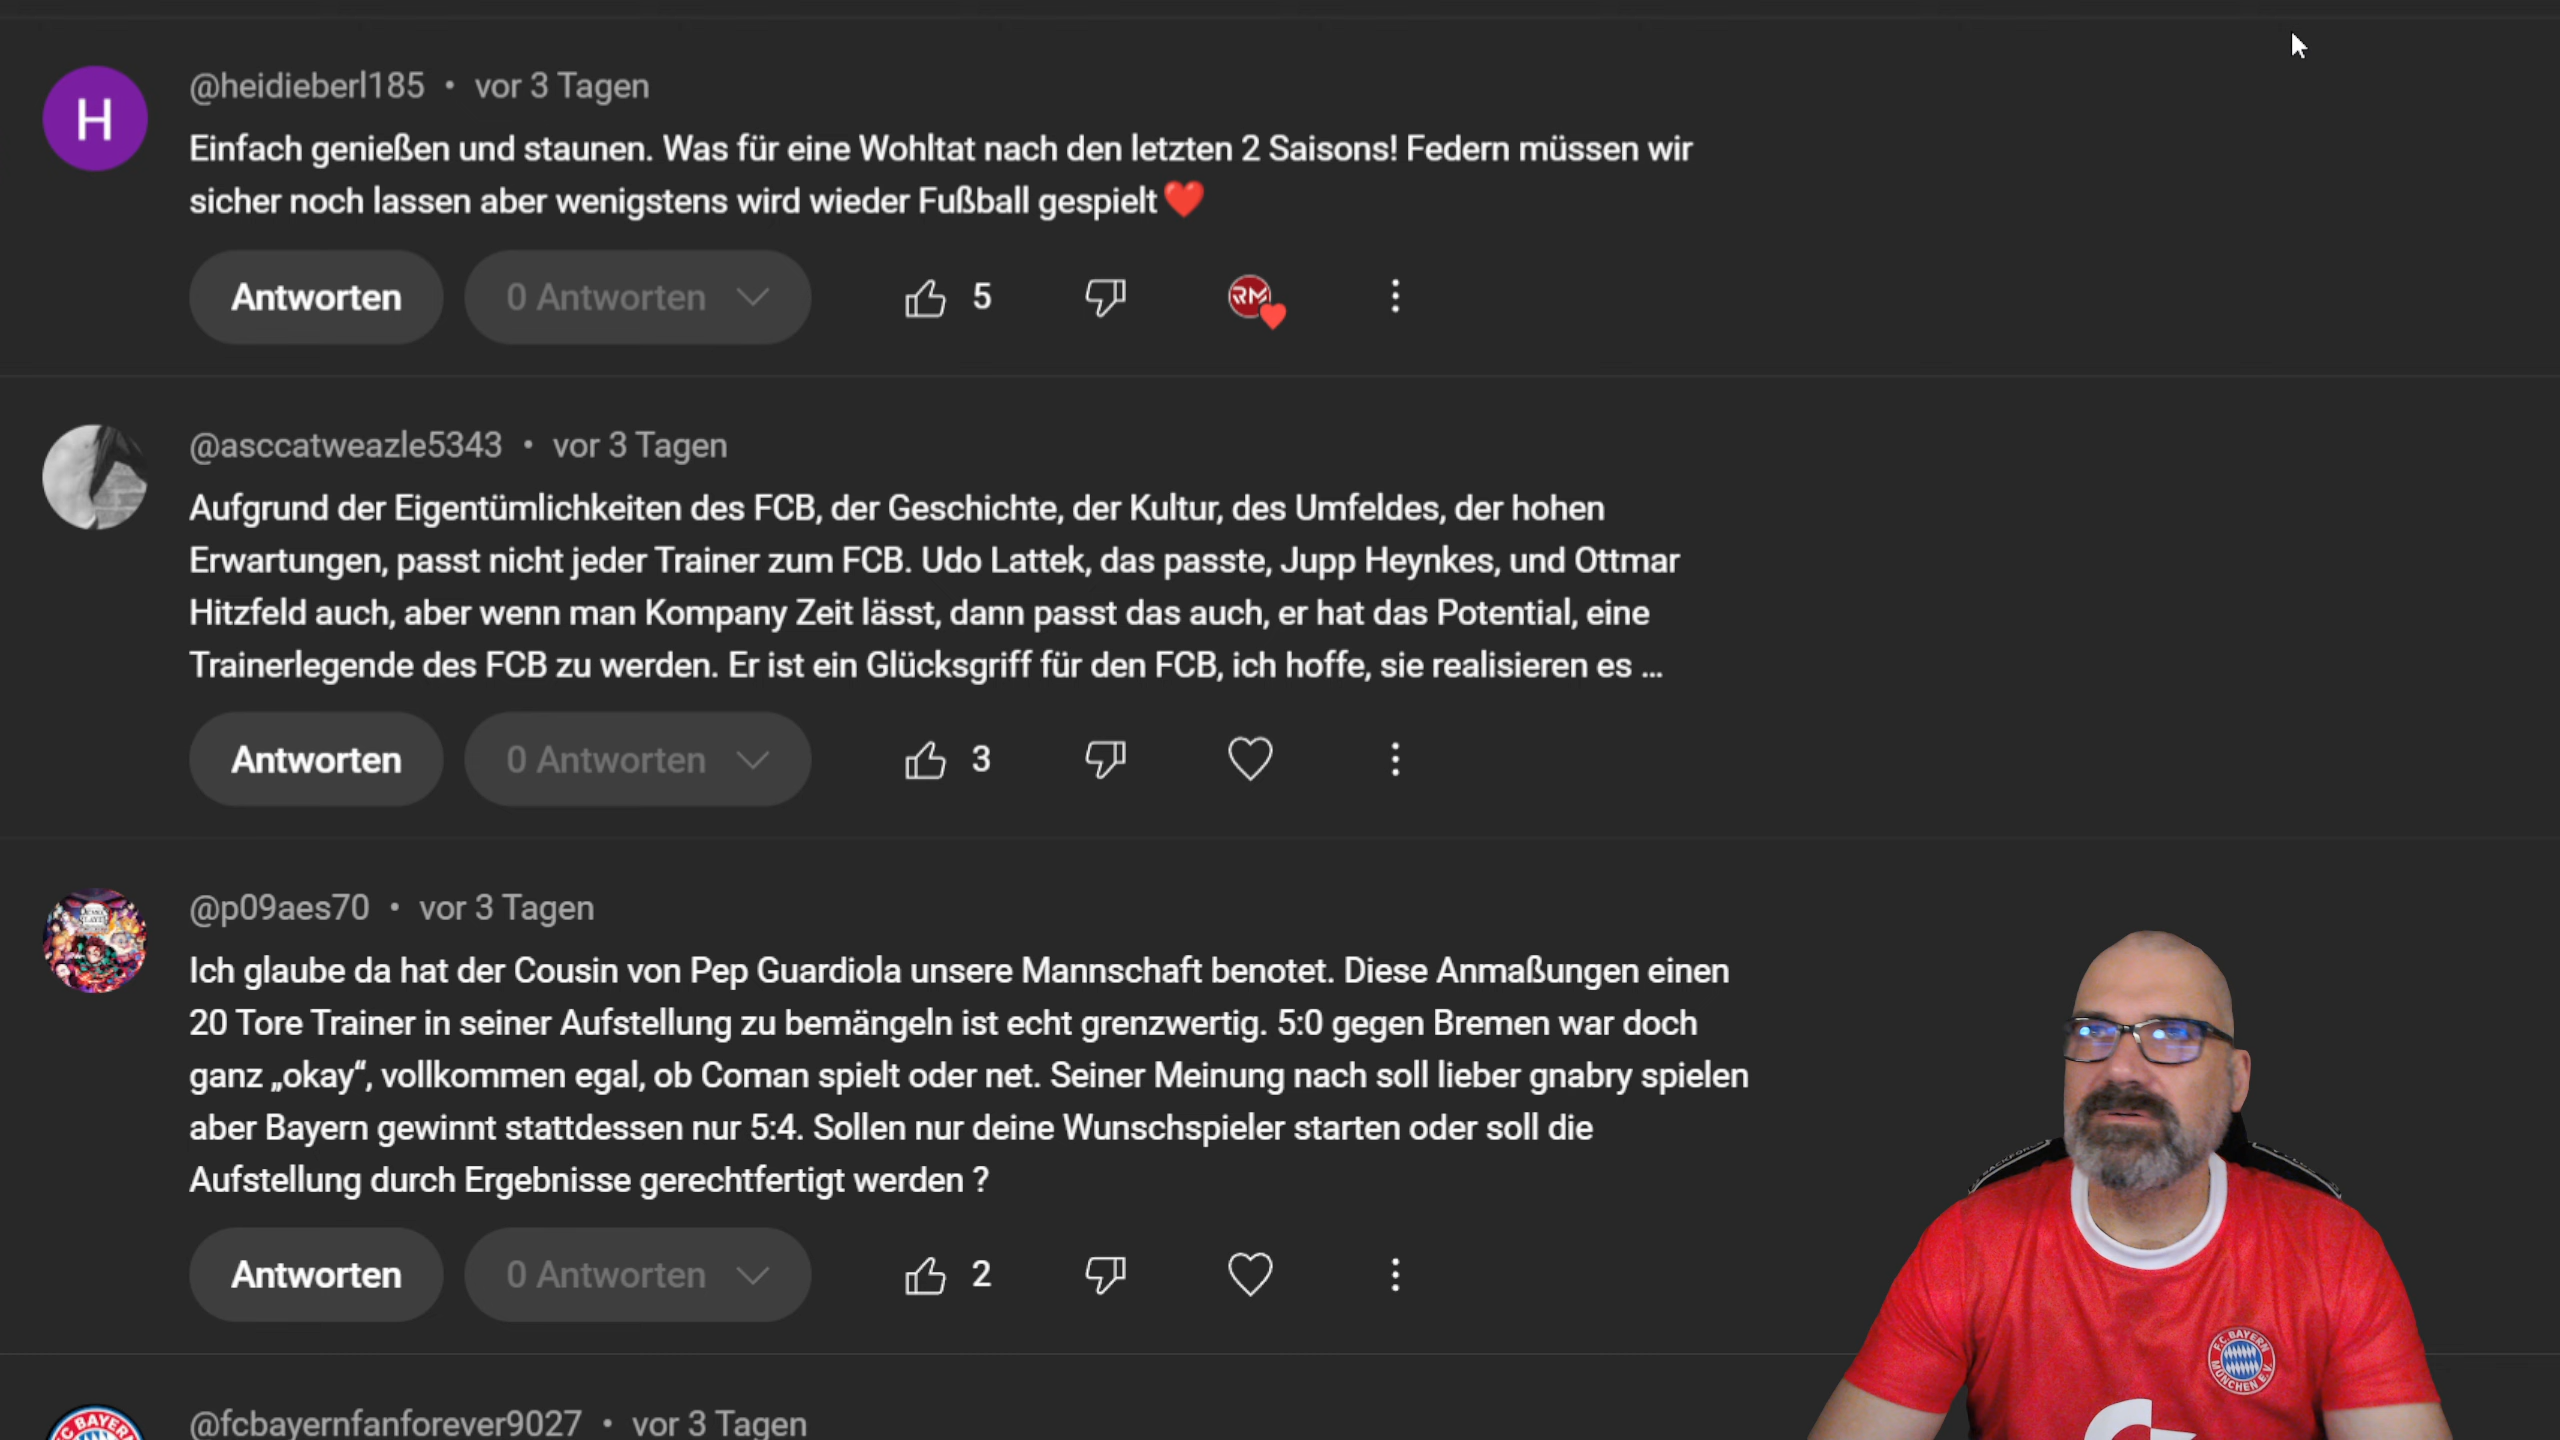 H
@heidieberl185 • vor 3 Tagen
Einfach genießen und staunen. Was für eine Wohltat nach den letzten 2 Saisons! Federn müssen wir
sicher noch lassen aber wenigstens wird wieder Fußball gespielt❤️
Antworten
0 Antworten
5
RM
@asccatweazle5343 • vor 3 Tagen
Aufgrund der Eigentümlichkeiten des FCB, der Geschichte, der Kultur, des Umfeldes, der hohen
Erwartungen, passt nicht jeder Trainer zum FCB. Udo Lattek, das passte, Jupp Heynkes, und Ottmar
Hitzfeld auch, aber wenn man Kompany Zeit lässt, dann passt das auch, er hat das Potential, eine
Trainerlegende des FCB zu werden. Er ist ein Glücksgriff für den FCB, ich hoffe, sie realisieren es ...
Antworten
0 Antworten
3
@p09aes70 • vor 3 Tagen
Ich glaube da hat der Cousin von Pep Guardiola unsere Mannschaft benotet. Diese Anmaßungen einen
20 Tore Trainer in seiner Aufstellung zu bemängeln ist echt grenzwertig. 5:0 gegen Bremen war doch
ganz „okay“, vollkommen egal, ob Coman spielt oder net. Seiner Meinung nach soll lieber gnabry spielen
aber Bayern gewinnt stattdessen nur 5:4. Sollen nur deine Wunschspieler starten oder soll die
Aufstellung durch Ergebnisse gerechtfertigt werden ?
Antworten
0 Antworten
2
F.C. BAYERN
MÜNCHEN E.V.
@fcbayernfanforever9027 • vor 3 Tagen
C BAYERN